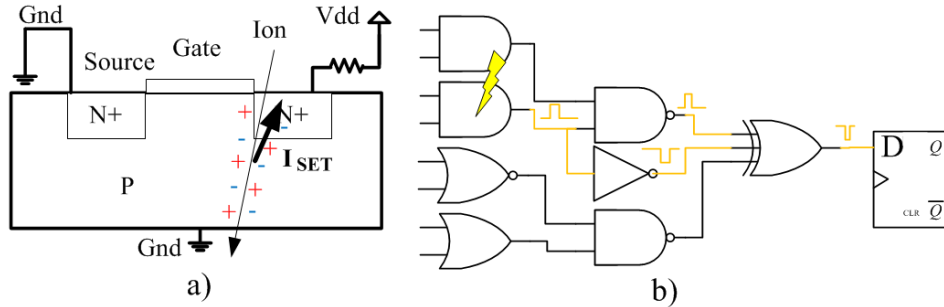 Gnd
Vdd
Ion
Source
Gate
N+
N+
+
-
+
+
-
-
+
-
+
-
I SET
P
Gnd
a)
D
Q
CLR
Q
b)